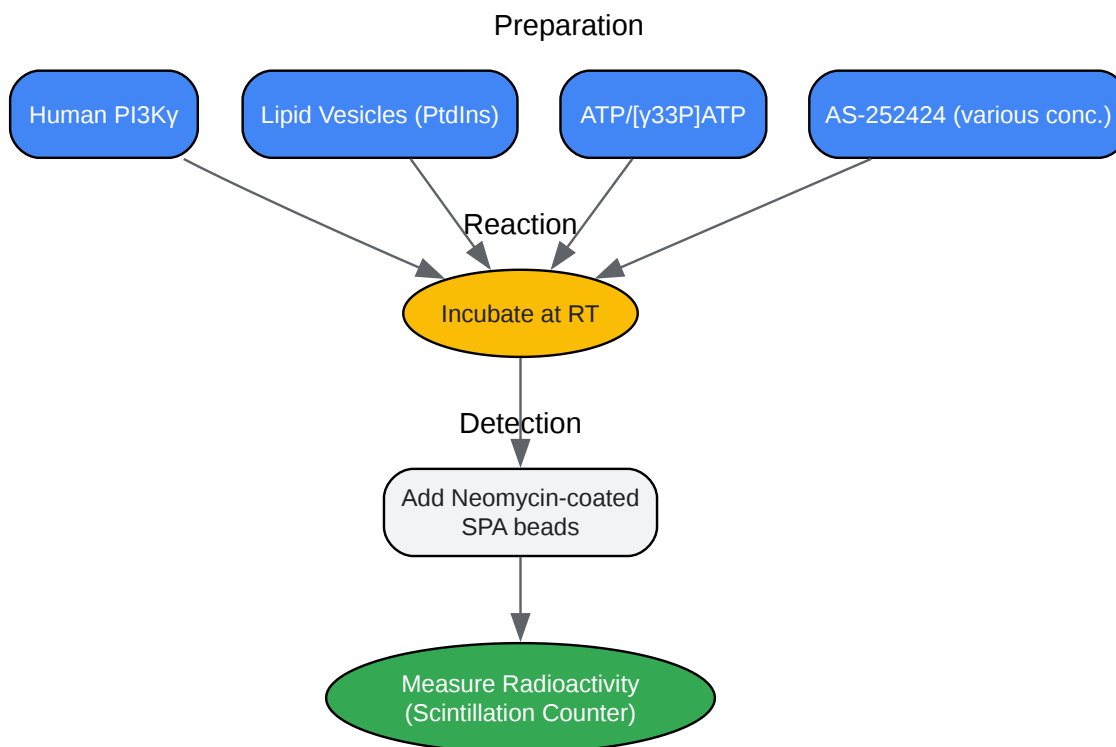 Preparation
Human PI3Kγ
Lipid Vesicles (PtdIns)
ATP/[γ33P]ATP
AS-252424 (various conc.)
Reaction
Incubate at RT
Detection
Add Neomycin-coated
SPA beads
Measure Radioactivity
(Scintillation Counter)